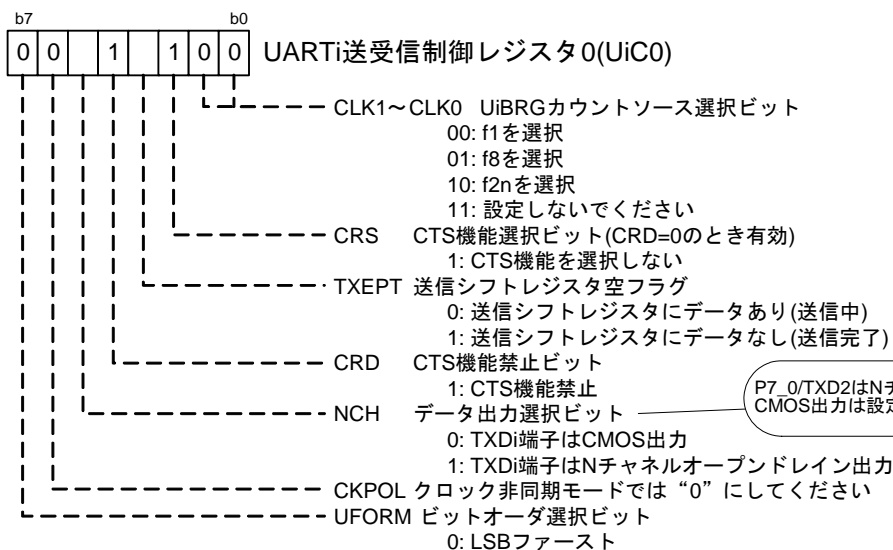 b7 b0
0 0 1 1 0 0 UARTi送受信制御レジスタ0(UiC0)
CLK1～CLK0 UiBRGカウントソース選択ビット
00: f1を選択
01: f8を選択
10: f2nを選択
11: 設定しないでください
CRS CTS機能選択ビット(CRD=0のとき有効)
1: CTS機能を選択しない
TXEPT 送信シフトレジスタ空フラグ
0: 送信シフトレジスタにデータあり(送信中)
1: 送信シフトレジスタにデータなし(送信完了)
CRD CTS機能禁止ビット
1: CTS機能禁止
P7_0/TXD2はN
CMOS出力は設
NCH データ出力選択ビット
0: TXDi端子はCMOS出力
1: TXDi端子はNチャネルオープンドレイン出力
CKPOL クロック非同期モードでは“0”にしてください
UFORM ビットオーダ選択ビット
0: LSBファースト